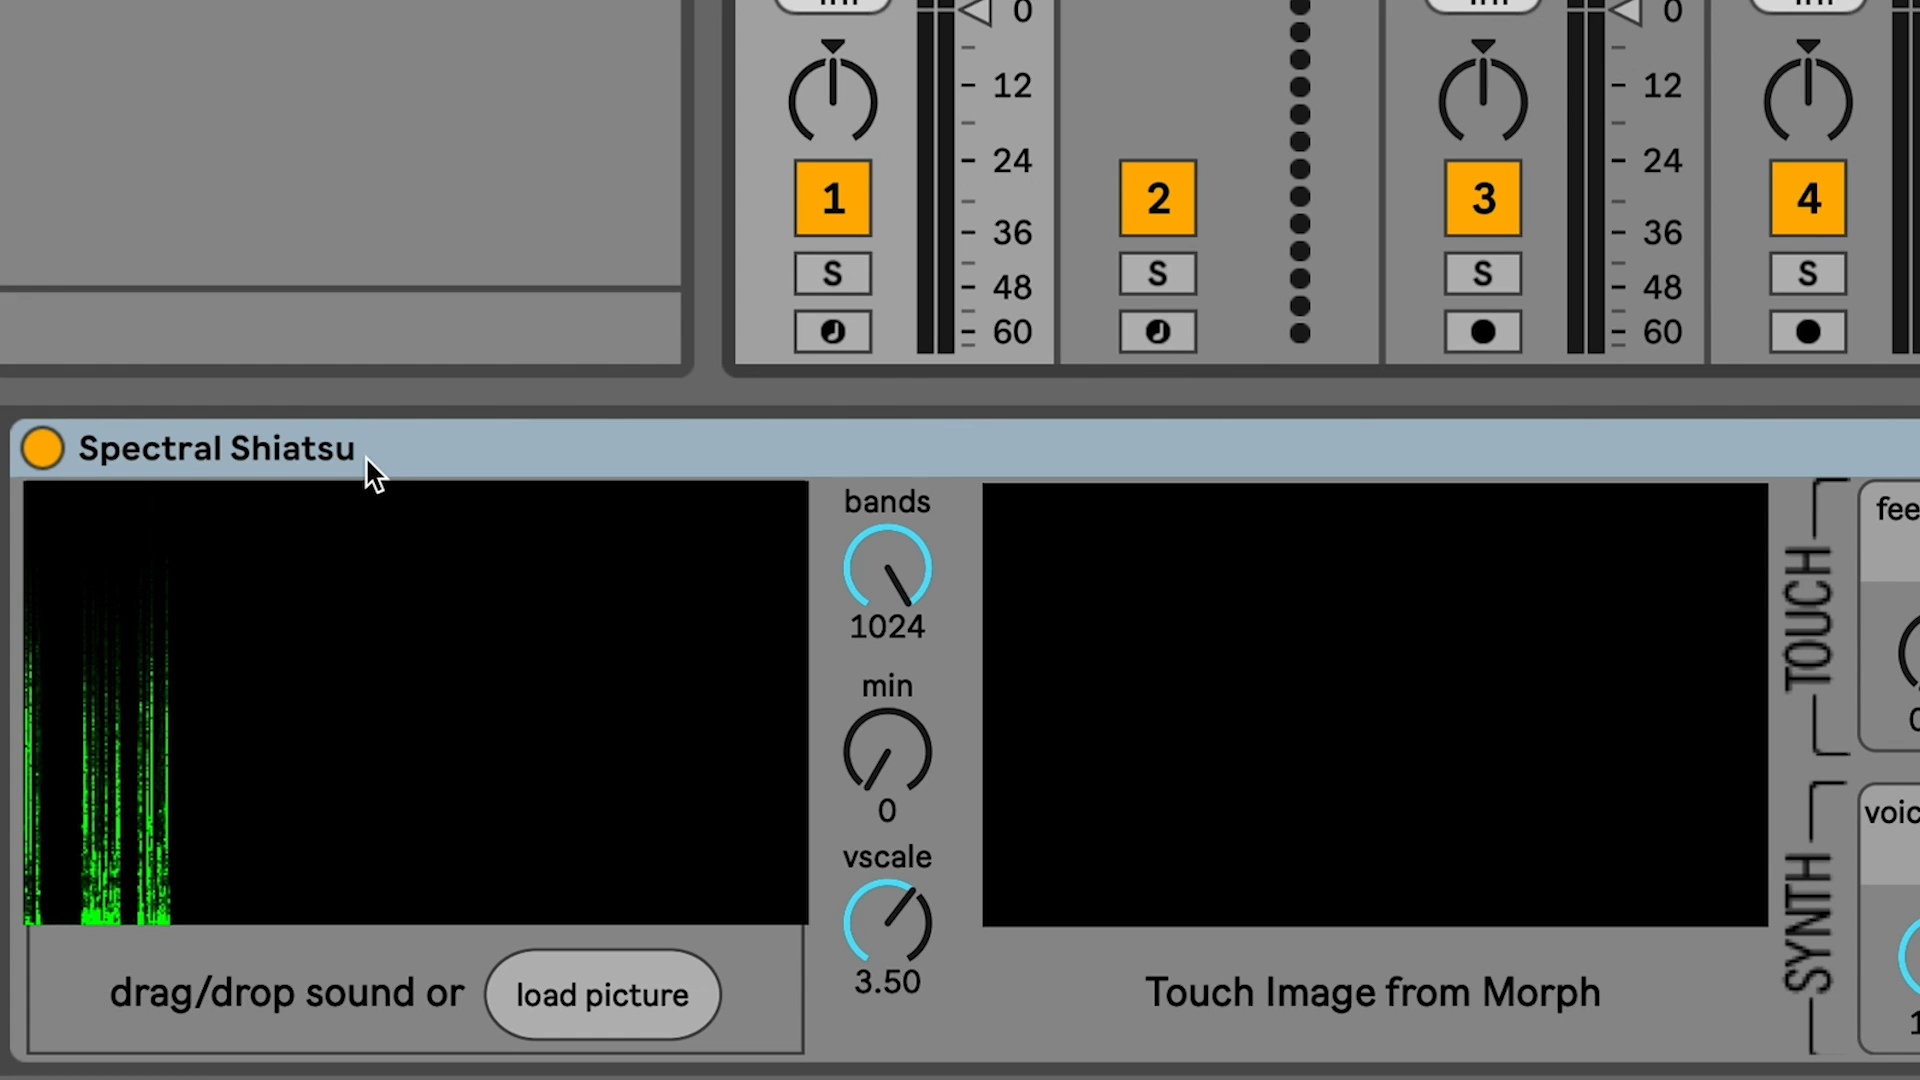 0 0
12 12
24 24
1 2 3 4
36 36
S S S S
48 48
60 60
Spectral Shiatsu
bands
1024
min
0
vscale
3.50
drag/drop sound or load picture
Touch Image from Morph
TOUCH
SYNTH